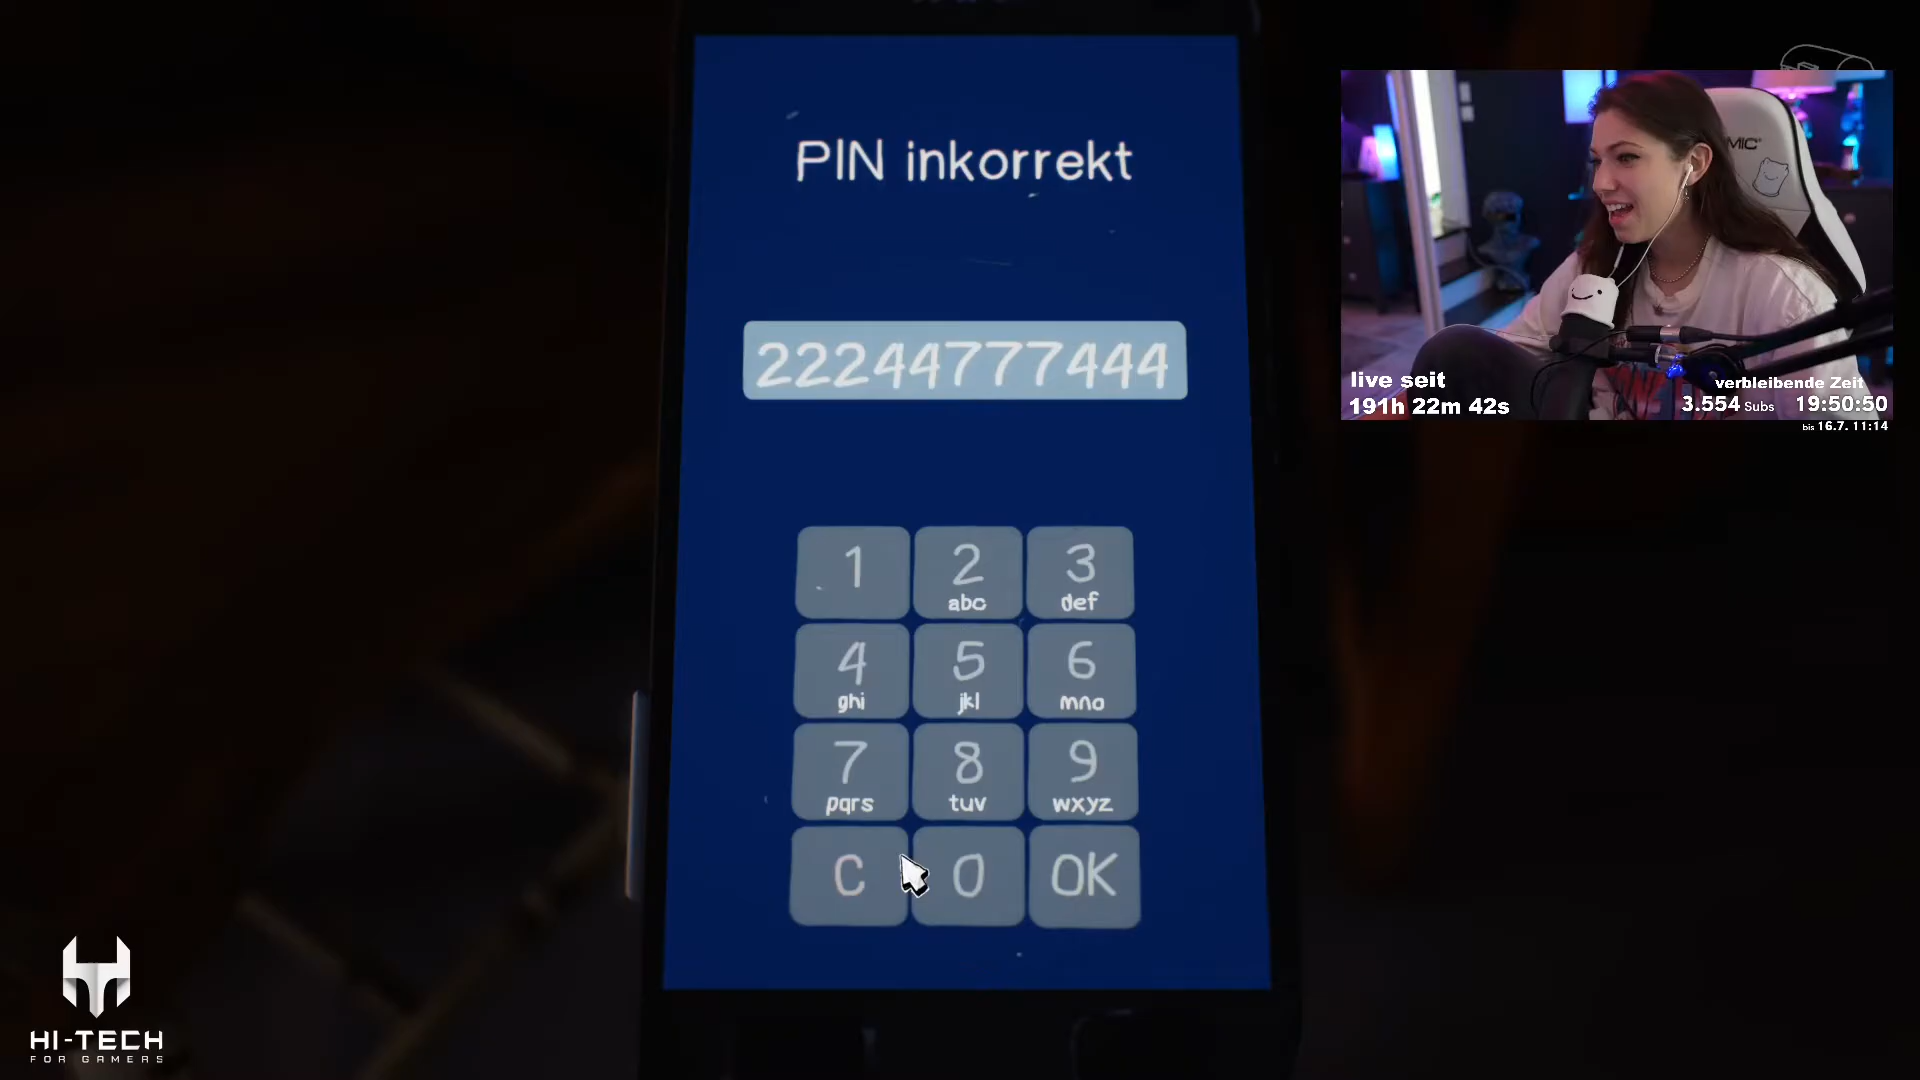 PIN inkorrekt
22244777444
1
2
abc
3
def
4
ghi
5
jkl
6
mno
7
pqrs
8
tuv
9
wxyz
C
0
OK
live seit
191h 22m 42s
verbleibende Zeit
3.554 Subs 19:50:50
bis 16.7. 11:14
HI-TECH
FOR GAMERS